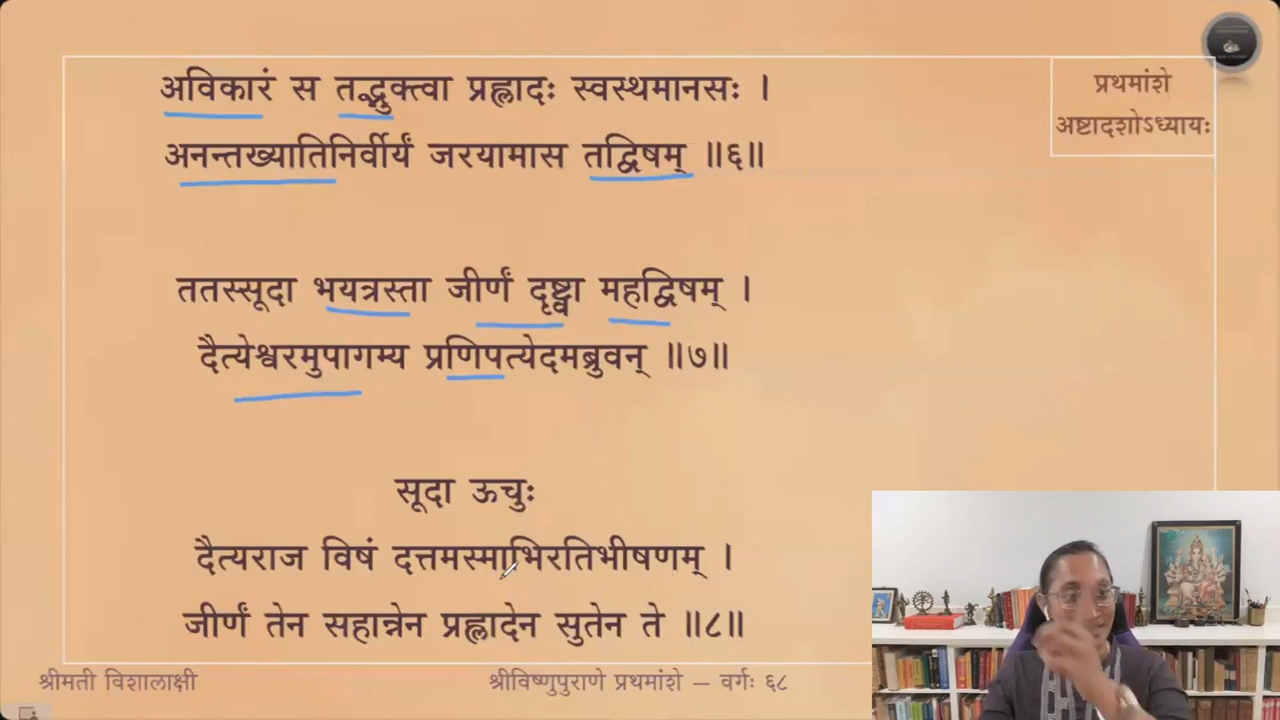 प्रथमांशे
अष्टादशोऽध्यायः
अविकारं स तद्भुक्त्वा प्रह्लादः स्वस्थमानसः ।
अनन्तख्यातिनिर्वीर्यं जरयामास तद्विषम् ॥६॥
ततस्सूदा भयत्रस्ता जीर्णं दृष्ट्वा महद्विषम् ।
दैत्येश्वरमुपागम्य प्रणिपत्येदमब्रुवन् ॥७॥
सूदा ऊचुः
दैत्यराज विषं दत्तमस्माभिरतिभीषणम् ।
जीर्णं तेन सहान्नेन प्रह्लादेन सुतेन ते ॥८॥
श्रीमती विशालाक्षी
श्रीविष्णुपुराणे प्रथमांशे – वर्गः ६८